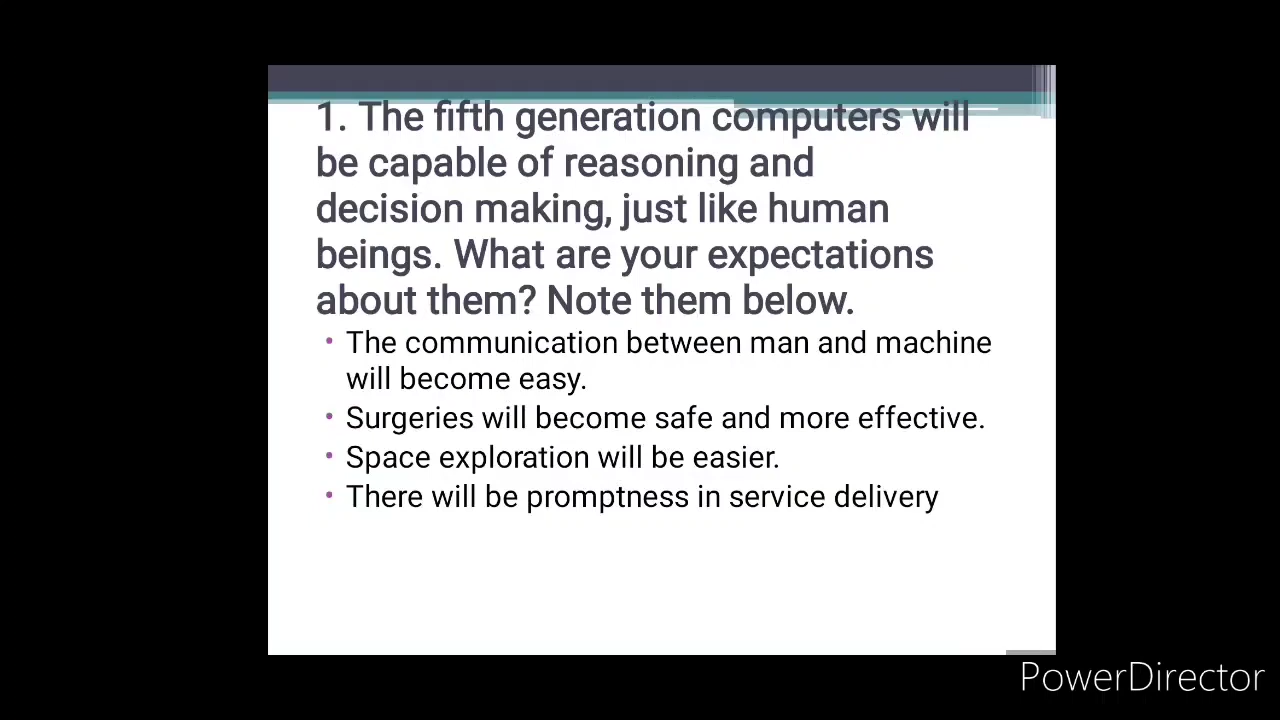 1. The fifth generation computers will
be capable of reasoning and
decision making, just like human
beings. What are your expectations
about them? Note them below.
• The communication between man and machine
will become easy.
• Surgeries will become safe and more effective.
• Space exploration will be easier.
• There will be promptness in service delivery
PowerDirector